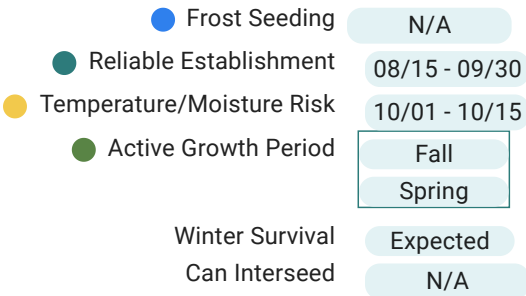 Frost Seeding N/A
Reliable Establishment 08/15 - 09/30
Temperature/Moisture Risk 10/01 - 10/15
Active Growth Period Fall
Spring
Winter Survival Expected
Can Interseed N/A